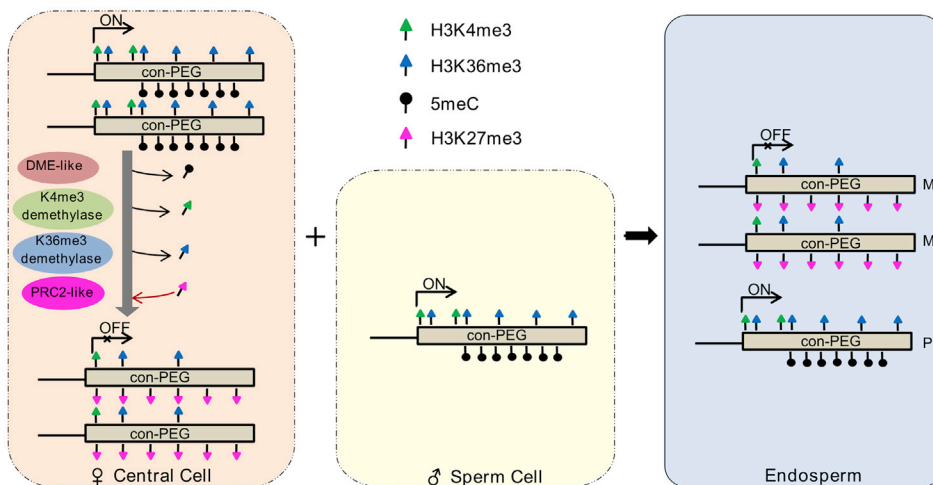 ON
con-PEG
con-PEG
DME-like
K4me3
demethylase
K36me3
demethylase
PRC2-like
OFF
con-PEG
con-PEG
♀ Central Cell
H3K4me3
H3K36me3
5meC
H3K27me3
+
ON
con-PEG
♂ Sperm Cell
OFF
con-PEG
M
con-PEG
M
ON
con-PEG
P
Endosperm